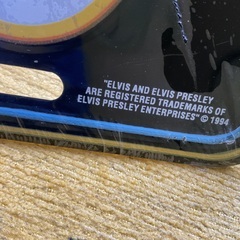 "ELVIS AND ELVIS PRESLEY
ARE REGISTERED TRADEMARKS OF
ELVIS PRESLEY ENTERPRISES" © 1994